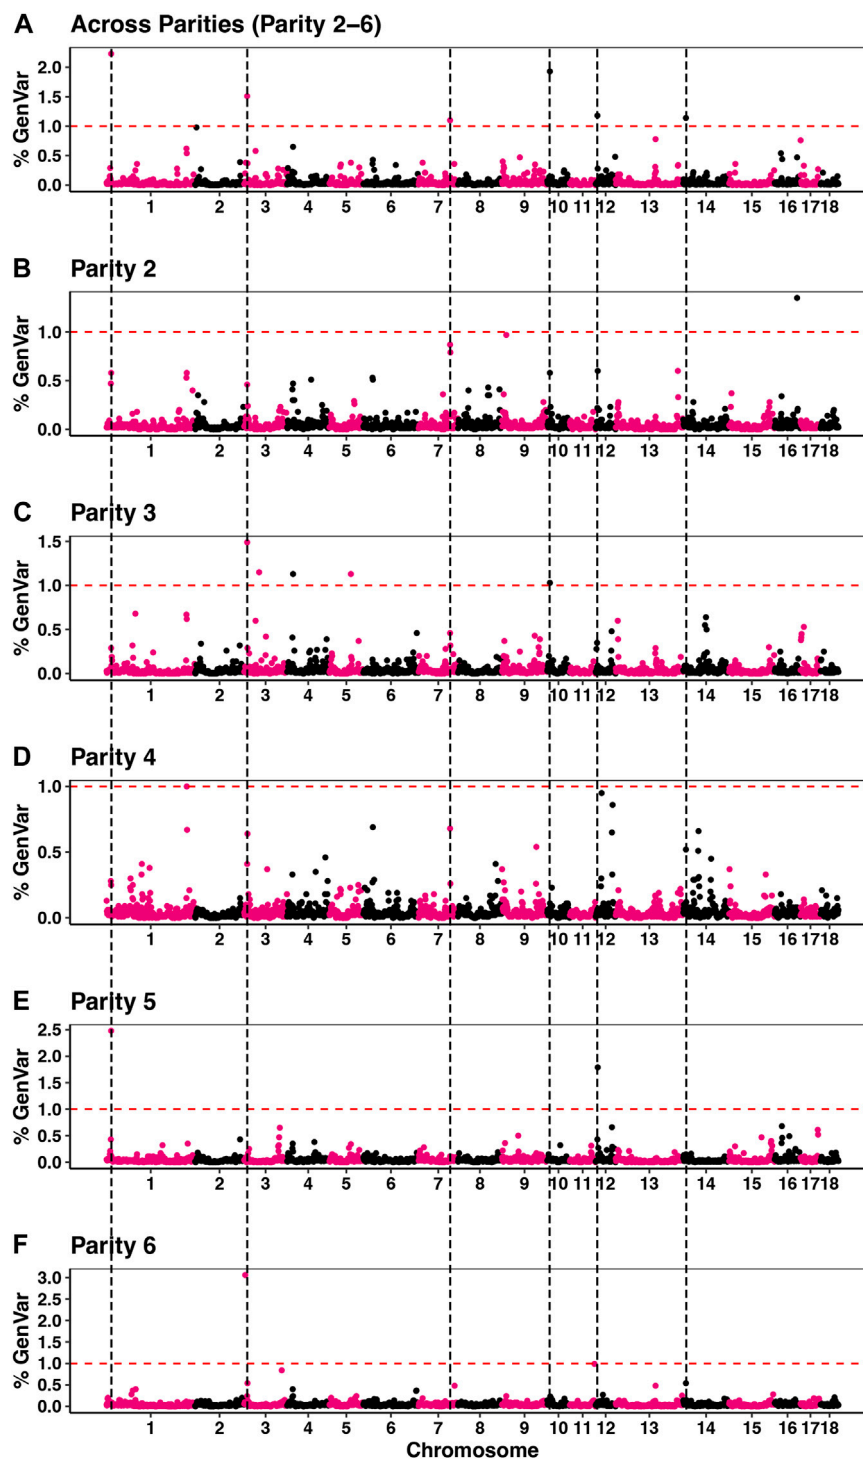 A Across Parities (Parity 2–6)
% GenVar
2.0
1.5
1.0
0.5
0.0
1 2 3 4 5 6 7 8 9 10 11 12 13 14 15 16 17 18
B Parity 2
% GenVar
1.0
0.5
0.0
1 2 3 4 5 6 7 8 9 10 11 12 13 14 15 16 17 18
C Parity 3
% GenVar
1.5
1.0
0.5
0.0
1 2 3 4 5 6 7 8 9 10 11 12 13 14 15 16 17 18
D Parity 4
% GenVar
1.0
0.5
0.0
1 2 3 4 5 6 7 8 9 10 11 12 13 14 15 16 17 18
E Parity 5
% GenVar
2.5
2.0
1.5
1.0
0.5
0.0
1 2 3 4 5 6 7 8 9 10 11 12 13 14 15 16 17 18
F Parity 6
% GenVar
3.0
2.5
2.0
1.5
1.0
0.5
0.0
1 2 3 4 5 6 7 8 9 10 11 12 13 14 15 16 17 18
Chromosome